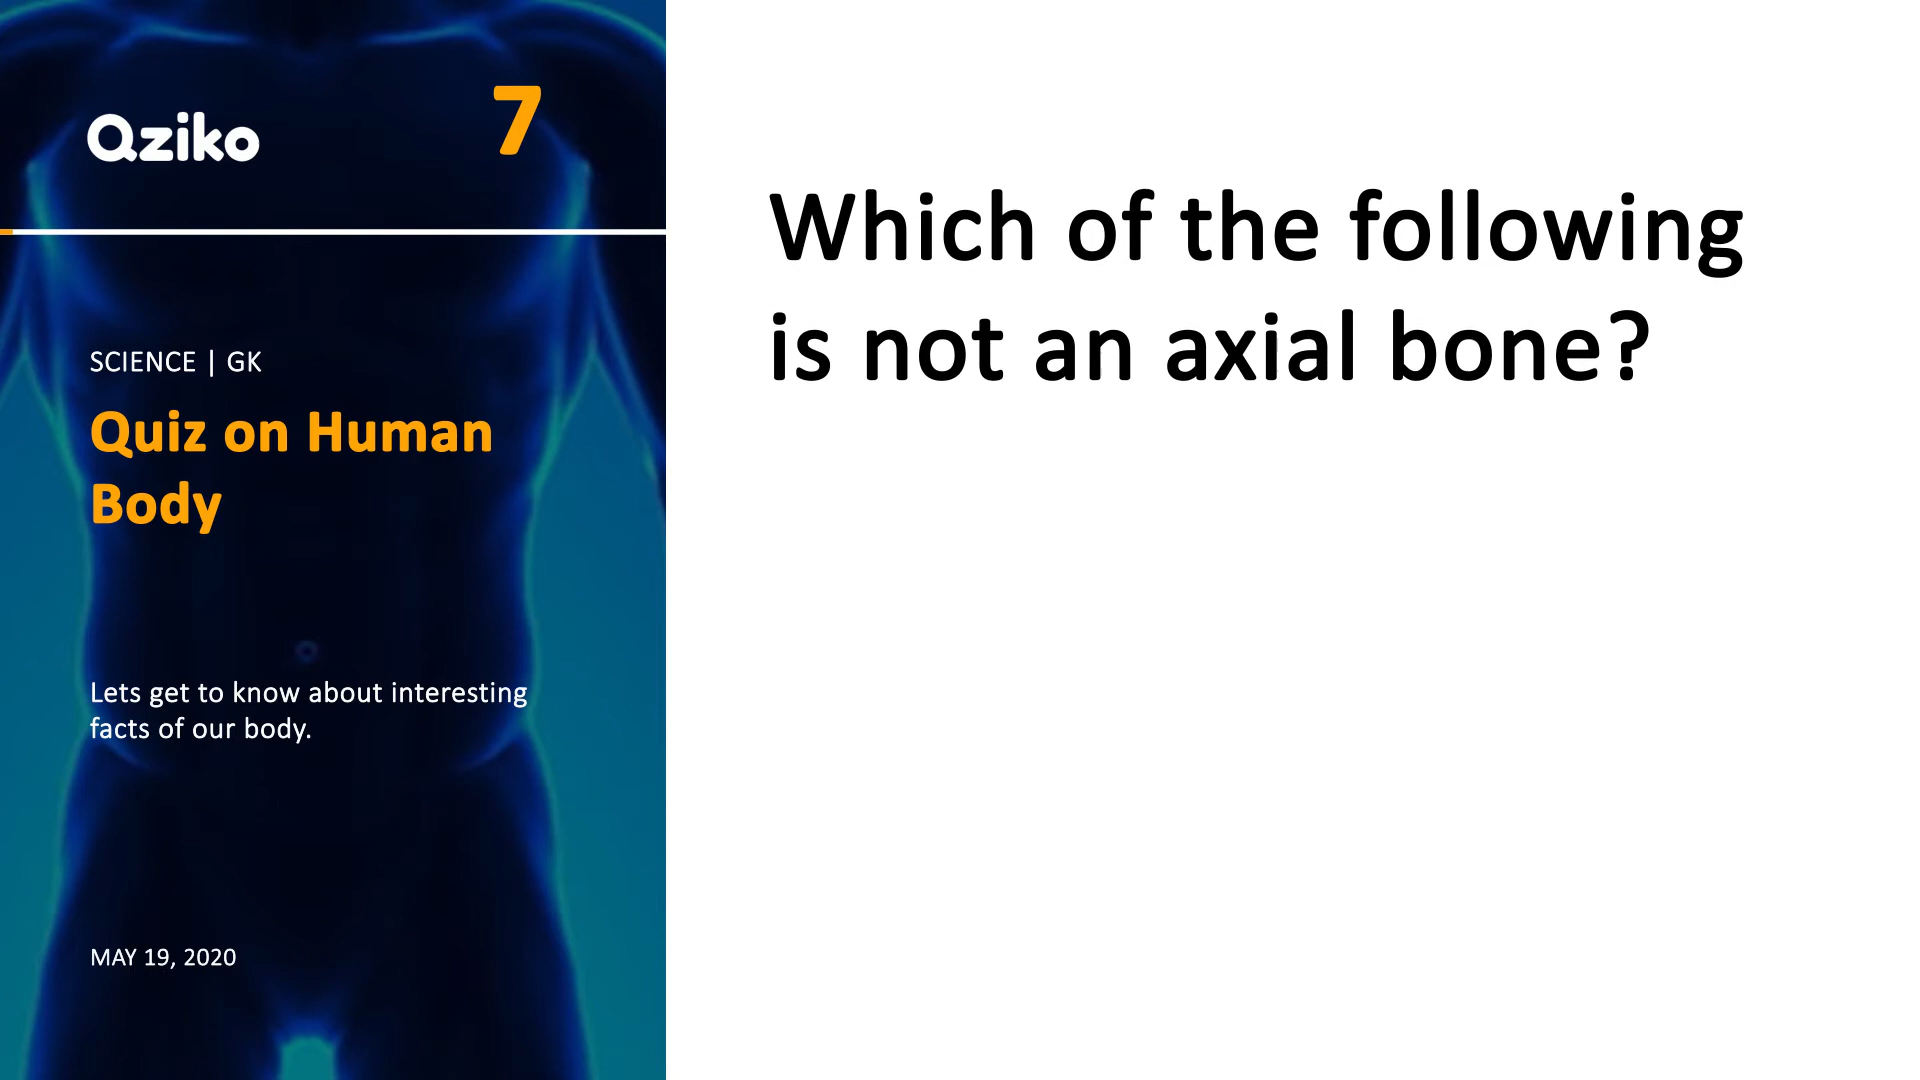 Qziko
7
SCIENCE | GK
Quiz on Human
Body
Lets get to know about interesting
facts of our body.
MAY 19, 2020
Which of the following
is not an axial bone?